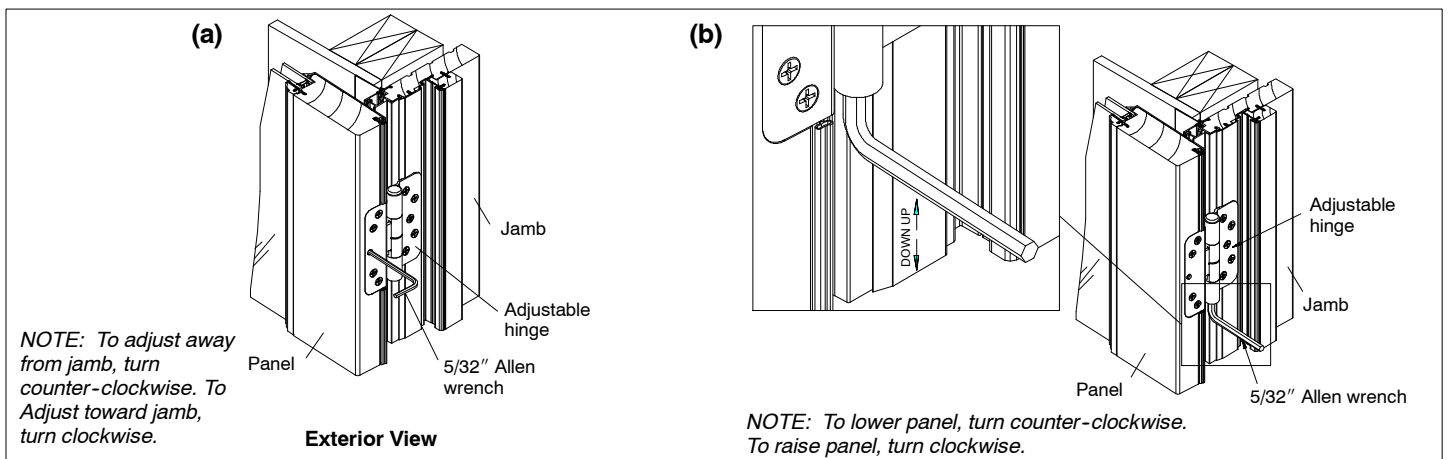 (a)
Jamb
Adjustable
hinge
5/32″ Allen
wrench
Panel
NOTE: To adjust away
from jamb, turn
counter-clockwise. To
Adjust toward jamb,
turn clockwise.
Exterior View
(b)
DOWN UP
Adjustable
hinge
Jamb
Panel
5/32″ Allen wrench
NOTE: To lower panel, turn counter-clockwise.
To raise panel, turn clockwise.